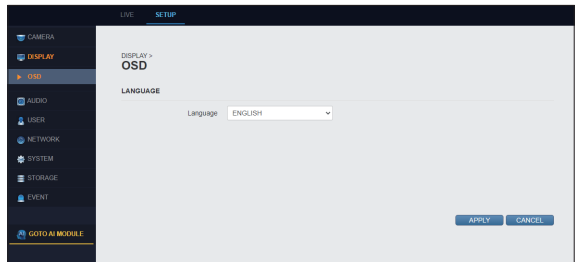 LIVE SETUP
CAMERA
DISPLAY
OSD
AUDIO
USER
NETWORK
SYSTEM
STORAGE
EVENT
GOTO AI MODULE
DISPLAY >
OSD
LANGUAGE
Language ENGLISH
APPLY CANCEL